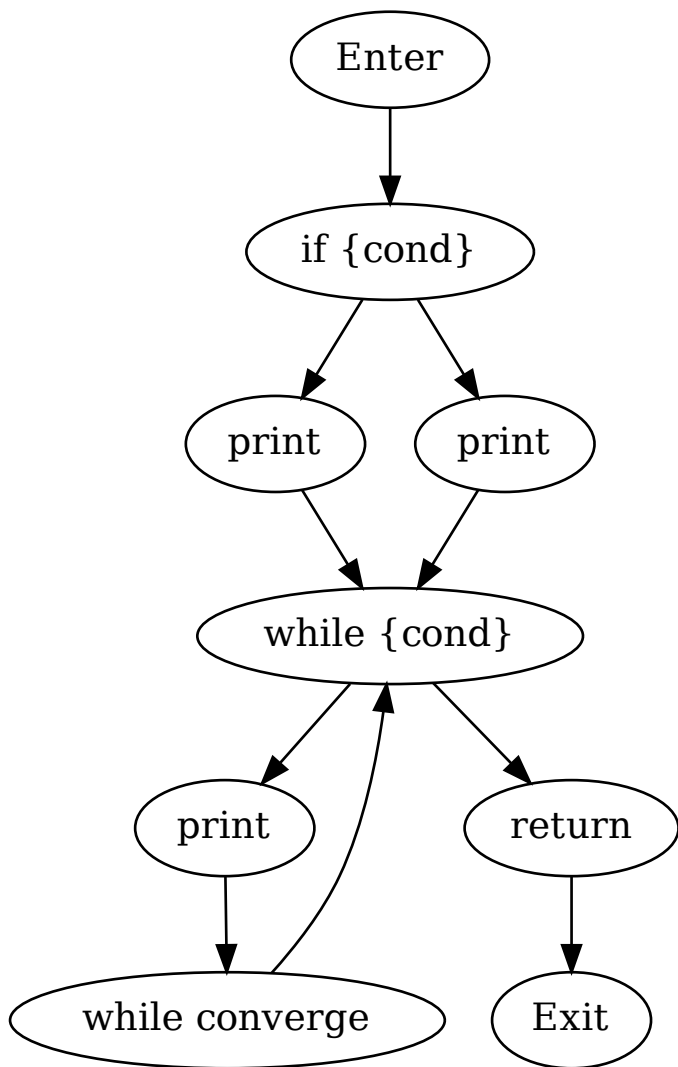 Enter
if {cond}
print
print
while {cond}
print
return
while converge
Exit